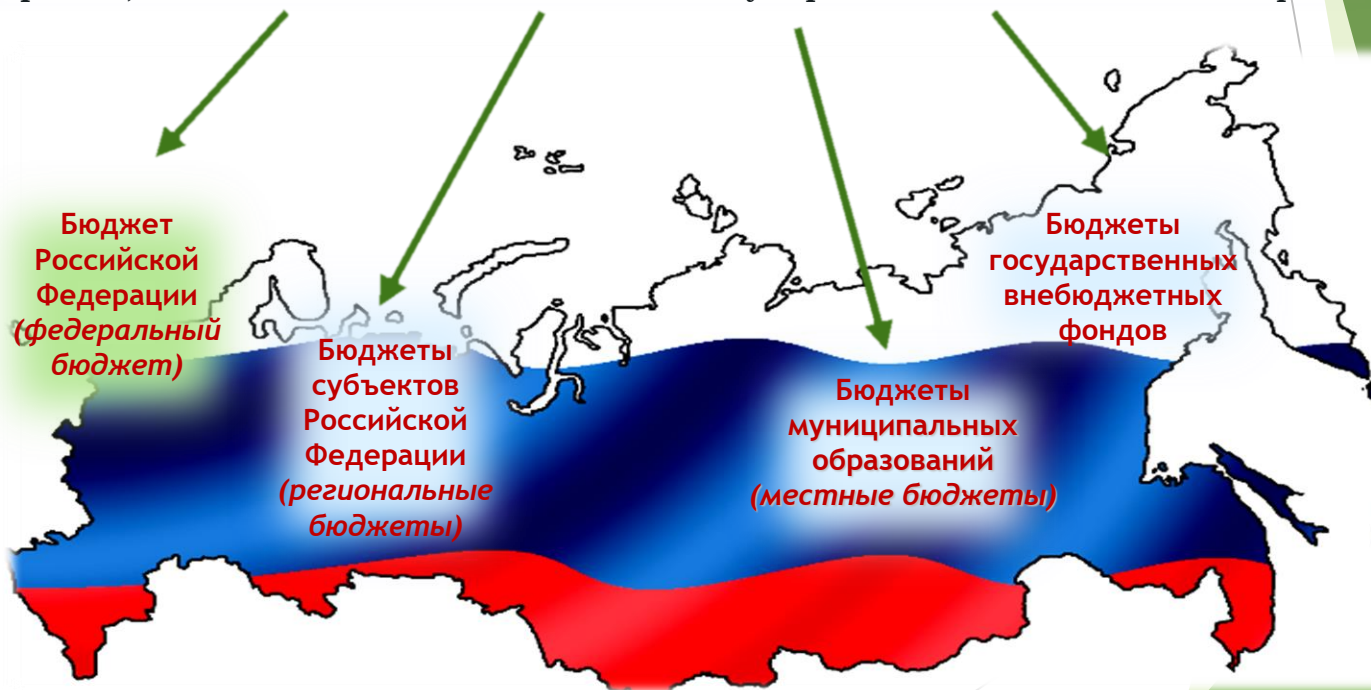 Бюджет
Российской
Федерации
(федеральный
бюджет)
Бюджеты
субъектов
Российской
Федерации
(региональные
бюджеты)
Бюджеты
муниципальных
образований
(местные бюджеты)
Бюджеты
государственных
внебюджетных
фондов